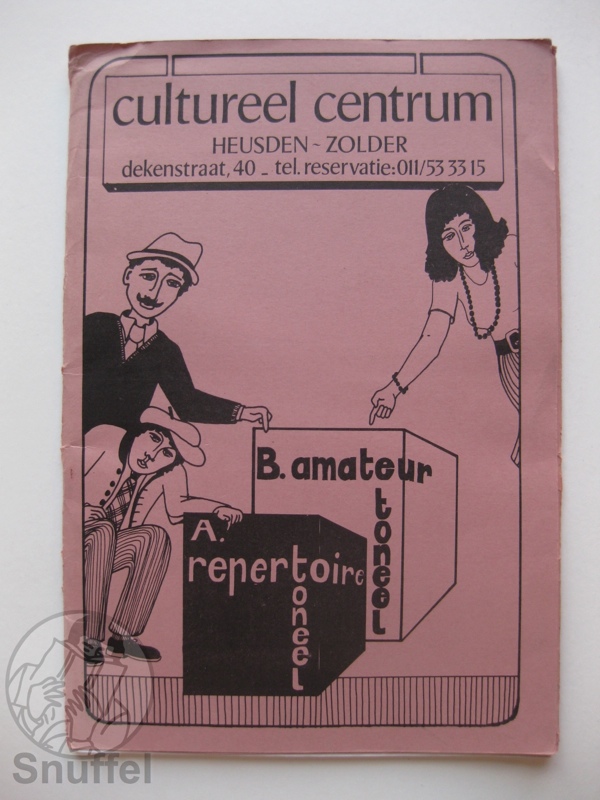 cultureel centrum
HEUSDEN ~ ZOLDER
dekenstraat, 40 _ tel. reservatie: 011/53 33 15
B. amateur
toneel
A.
repertoire
toneel
Snuffel